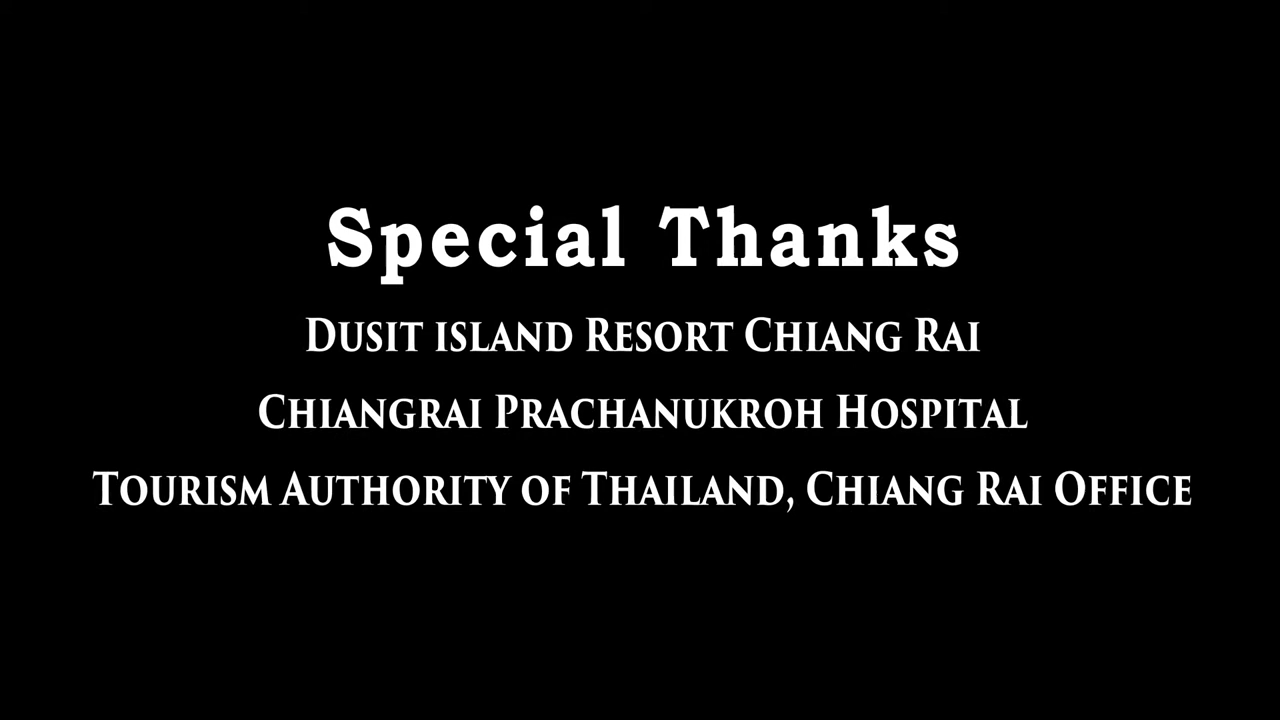 Special Thanks
Dusit island Resort Chiang Rai
Chiangrai Prachanukroh Hospital
Tourism Authority of Thailand, Chiang Rai Office